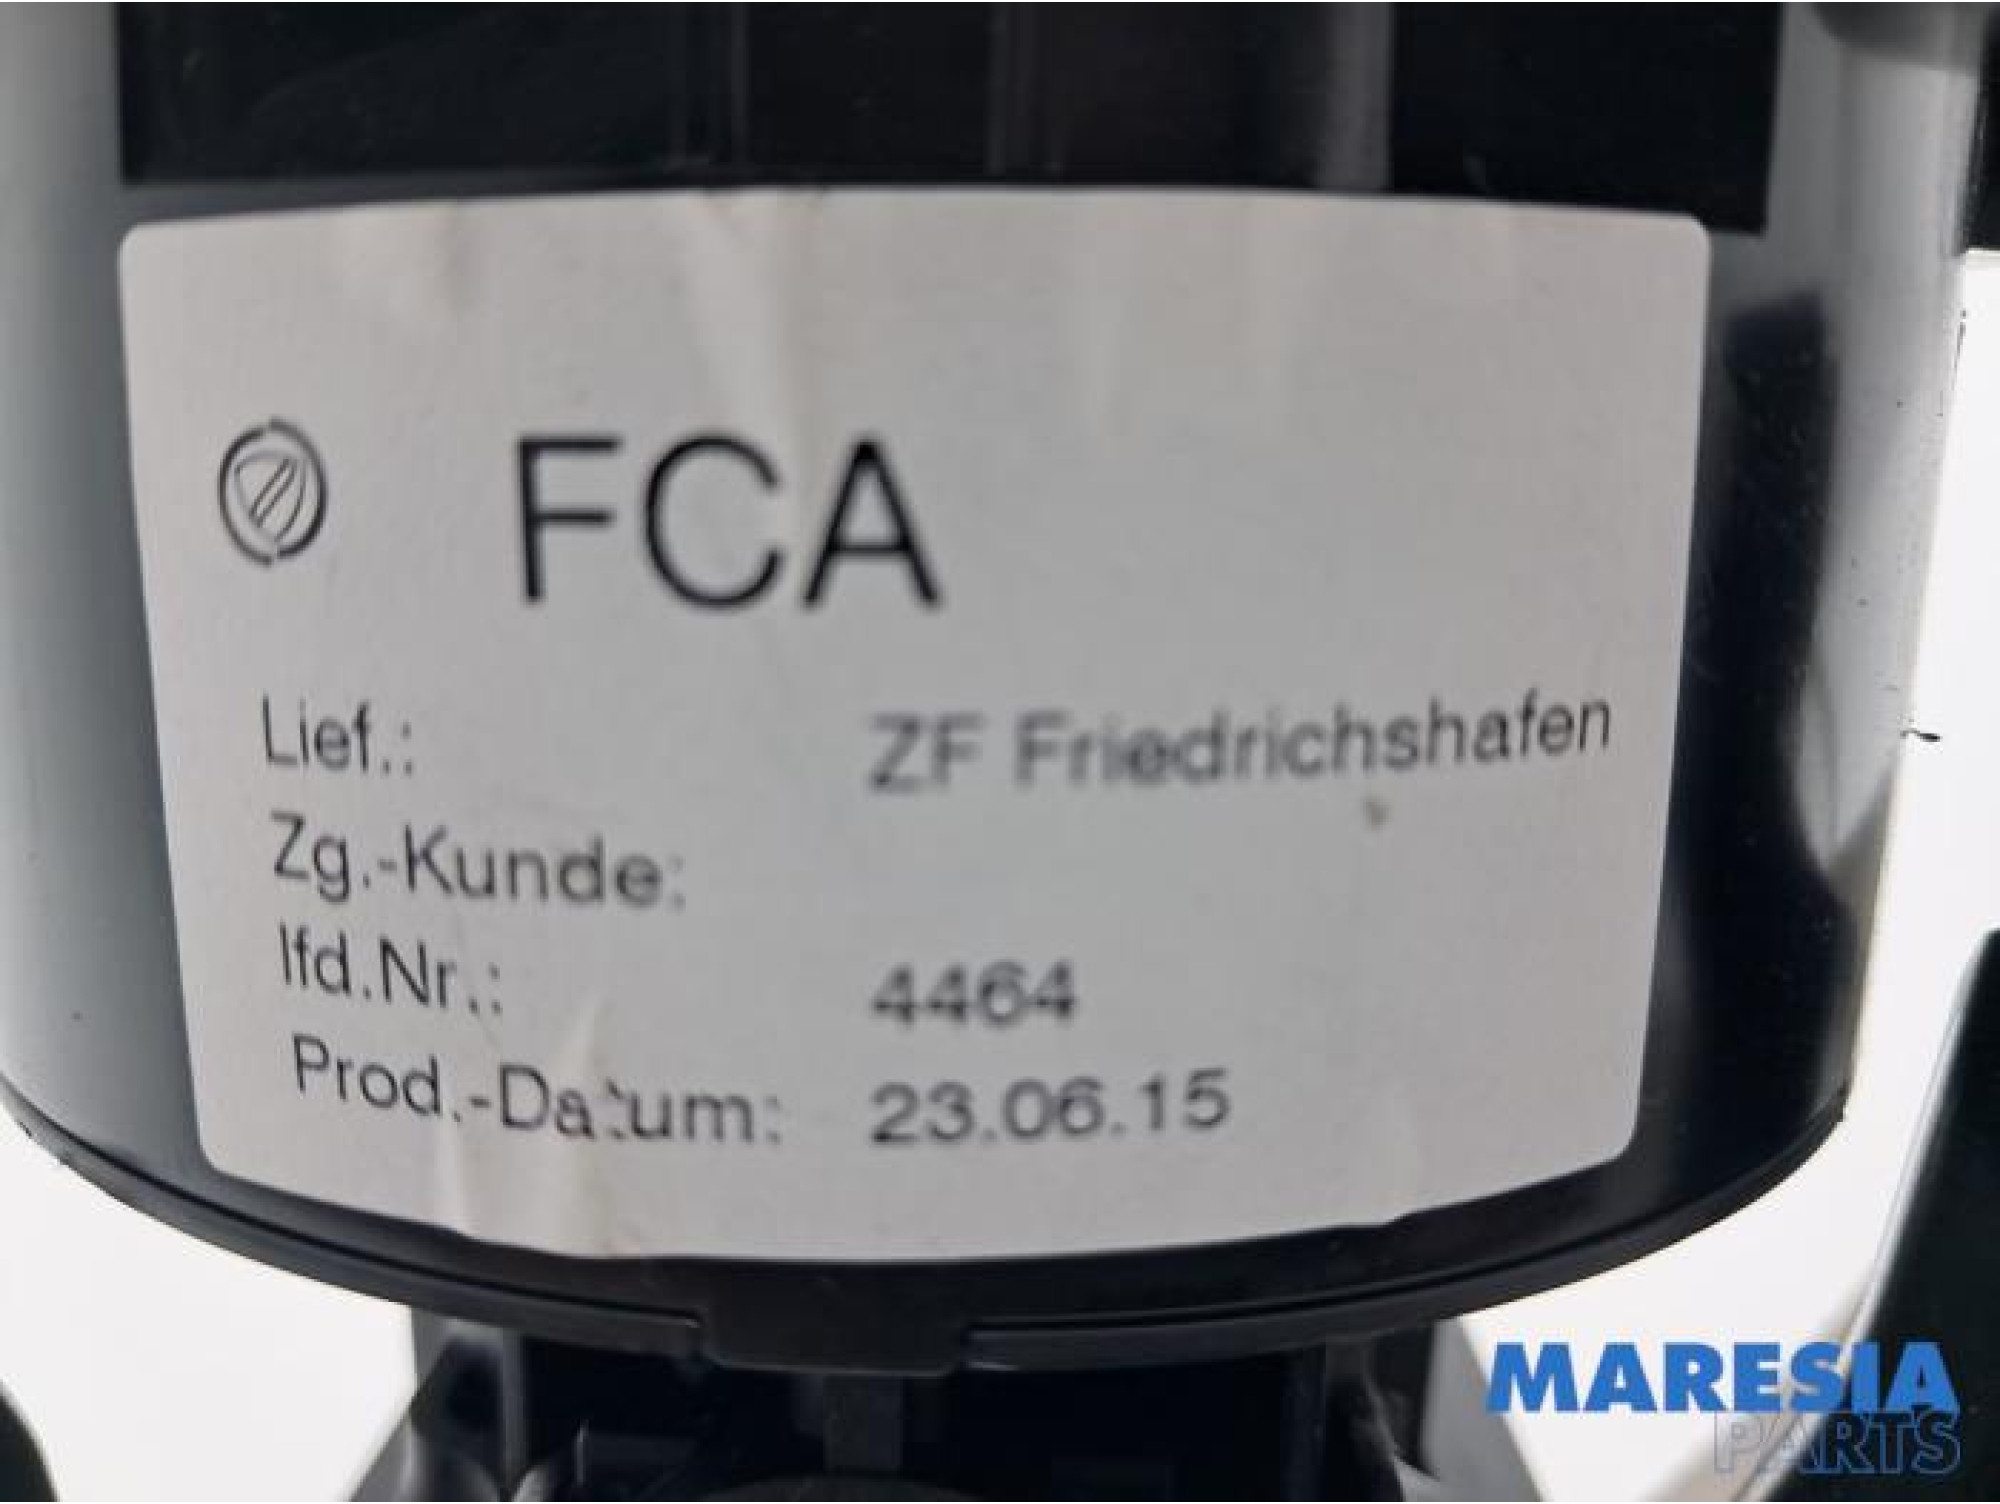 FCA
Lief.: ZF Friedrichshafen
Zg.-Kunde:
lfd.Nr.: 4464
Prod.-Datum: 23.06.15
MARESIA
PARTS